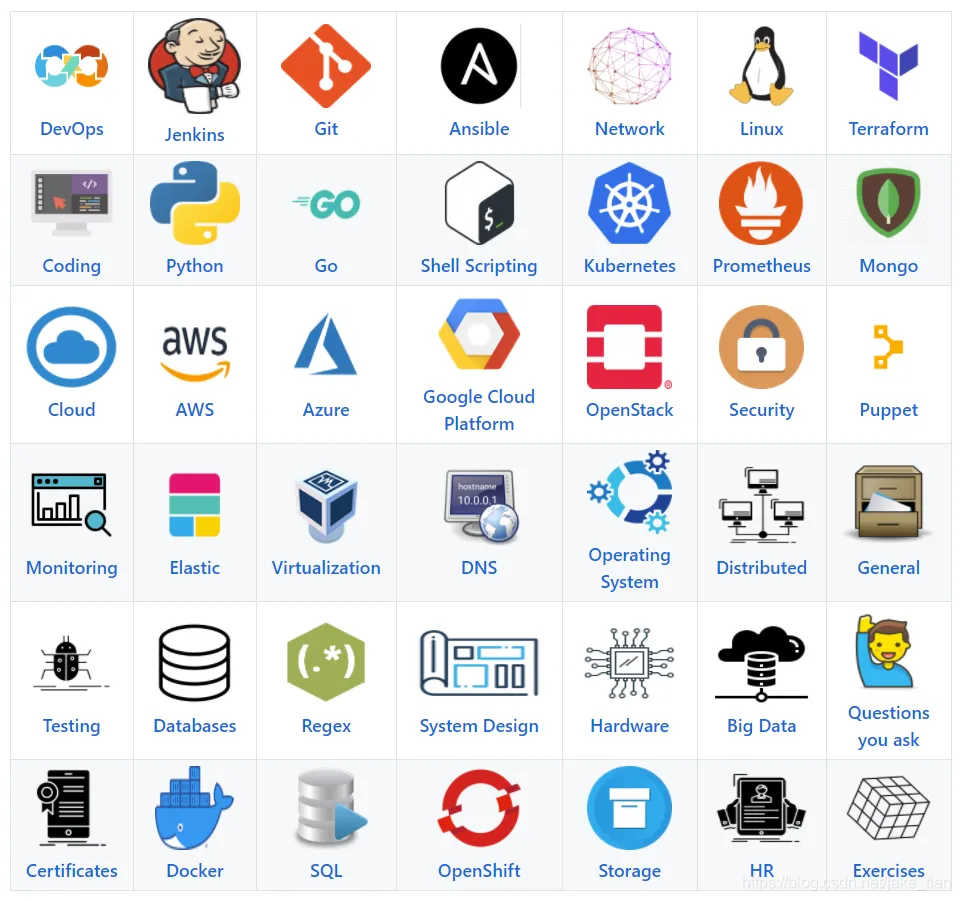 DevOps
Jenkins
Git
Ansible
Network
Linux
Terraform
Coding
Python
GO
Go
$_
Shell Scripting
Kubernetes
Prometheus
Mongo
</>
Cloud
aws
AWS
Azure
Google Cloud
Platform
OpenStack
Security
Puppet
Monitoring
Elastic
Virtualization
hostname
10.0.0.1
DNS
Operating
System
Distributed
General
Testing
Databases
(.*)
Regex
System Design
Hardware
Big Data
Questions
you ask
Certificates
Docker
SQL
OpenShift
Storage
HR
Exercises
https://blog.csdn.net/jake_tian